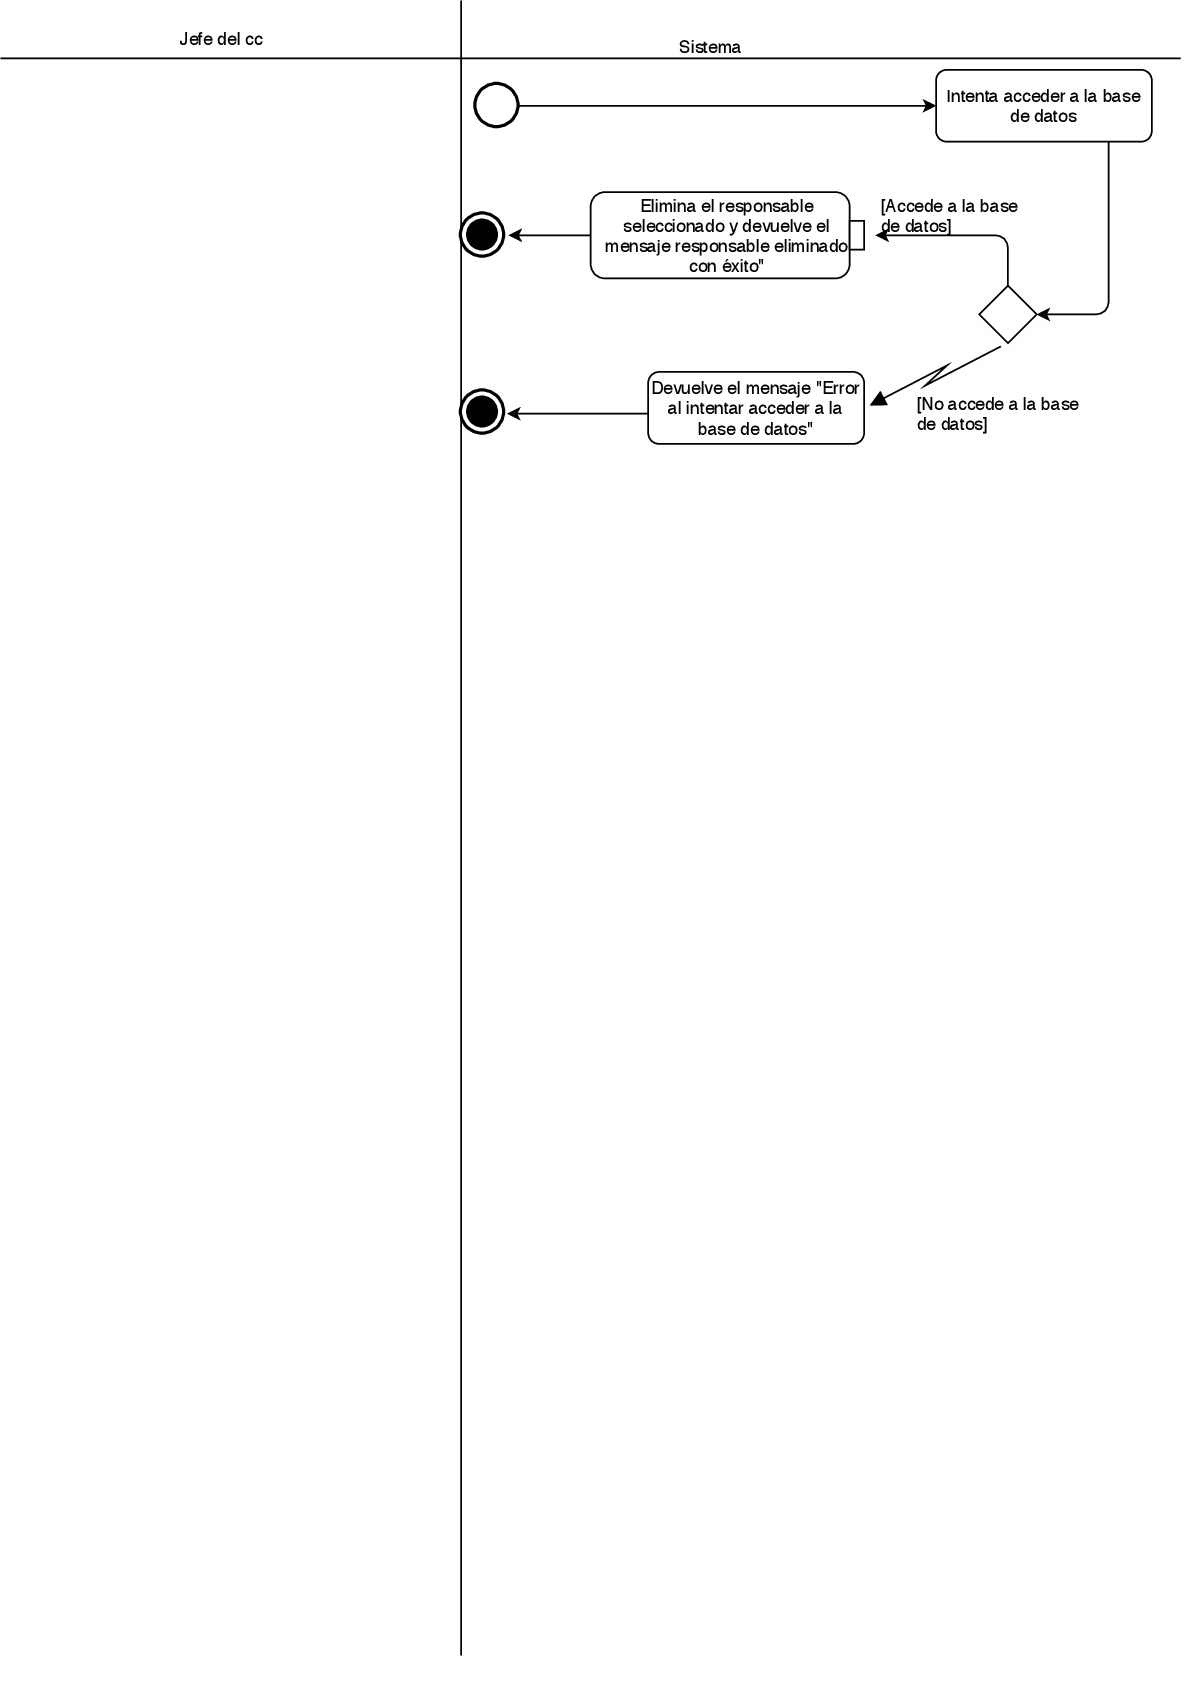 Jefe del cc
Sistema
Intenta acceder a la base
de datos
Elimina el responsable
seleccionado y devuelve el
mensaje responsable eliminado
con éxito"
[Accede a la base
de datos]
Devuelve el mensaje "Error
al intentar acceder a la
base de datos"
[No accede a la base
de datos]